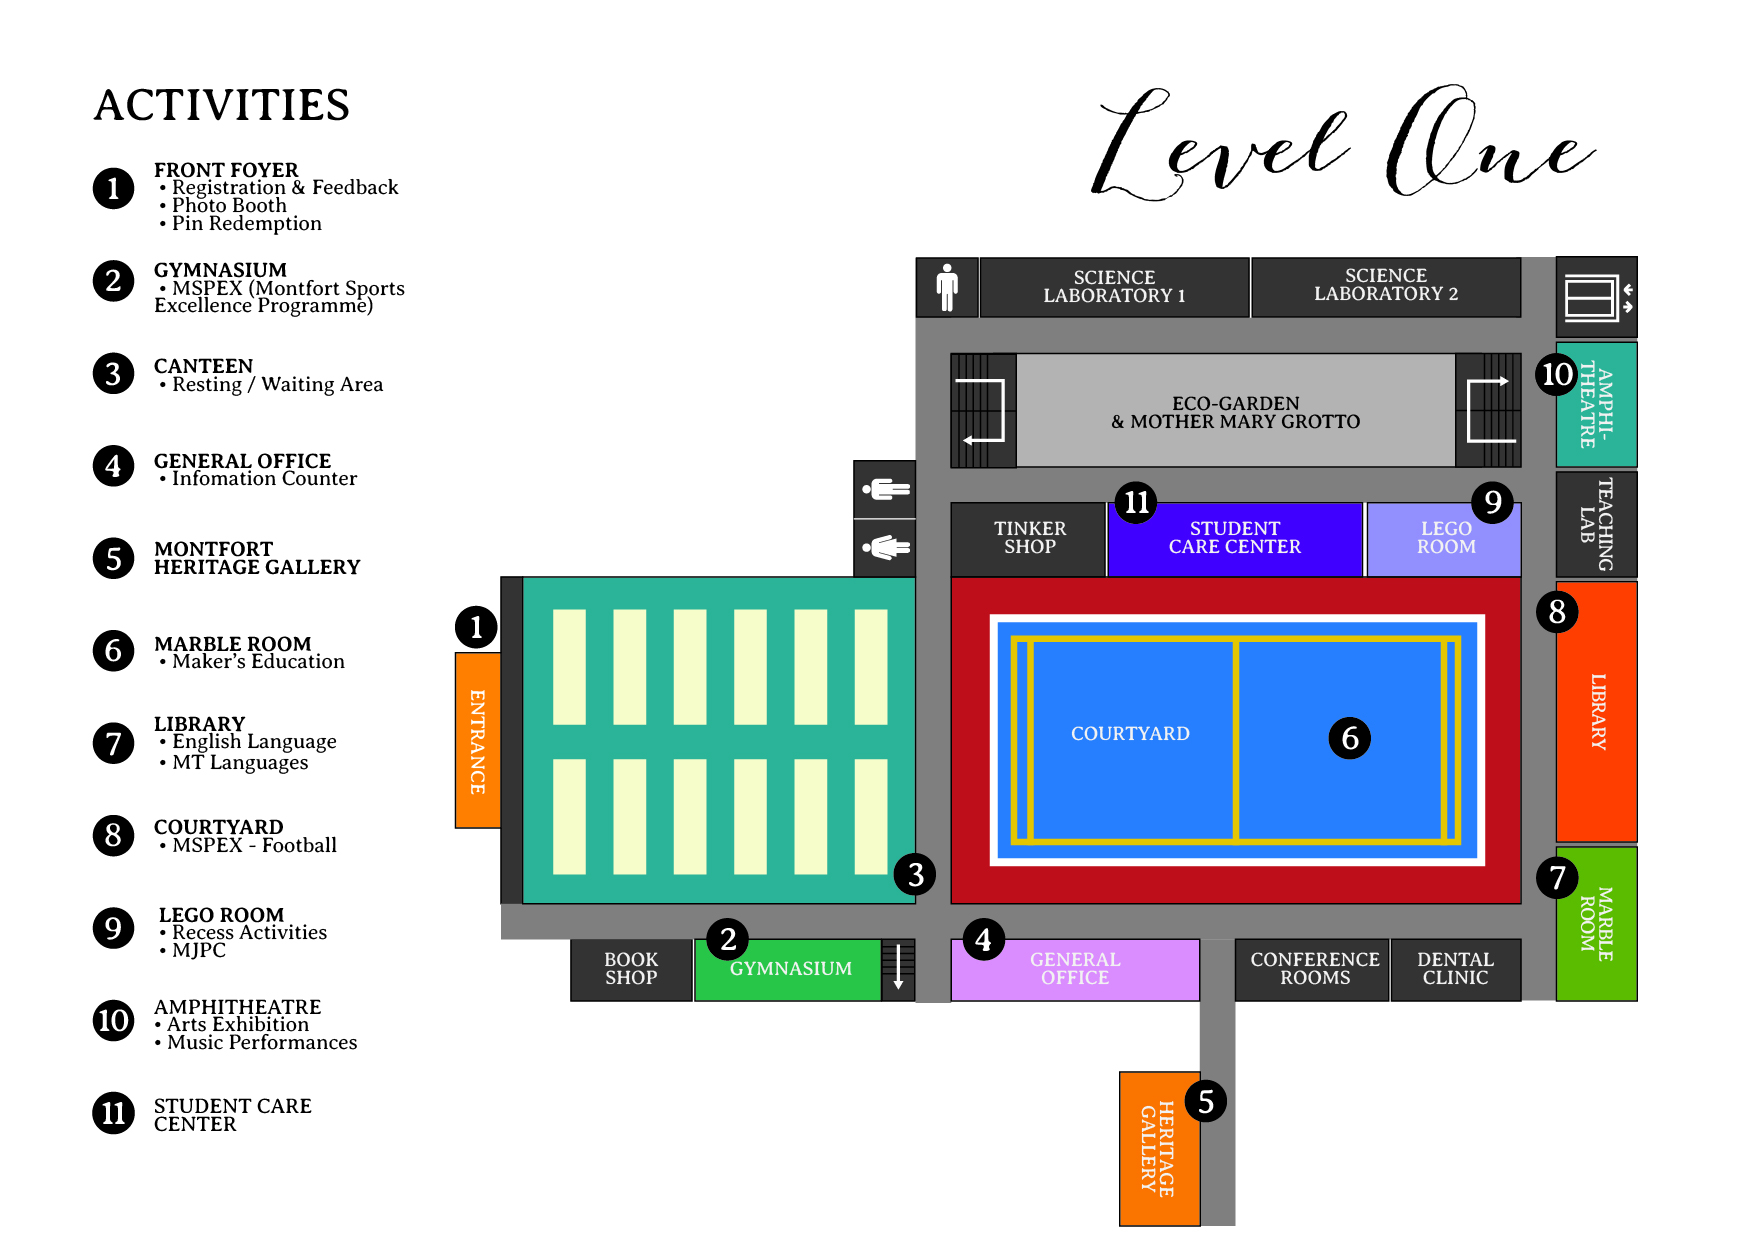 ACTIVITIES
Level One
1
FRONT FOYER
• Registration & Feedback
• Photo Booth
• Pin Redemption
2
GYMNASIUM
• MSPEX (Montfort Sports
Excellence Programme)
3
CANTEEN
• Resting / Waiting Area
4
GENERAL OFFICE
• Infomation Counter
5
MONTFORT
HERITAGE GALLERY
6
MARBLE ROOM
• Maker's Education
7
LIBRARY
• English Language
• MT Languages
8
COURTYARD
• MSPEX - Football
9
LEGO ROOM
• Recess Activities
• MJPC
10
AMPHITHEATRE
• Arts Exhibition
• Music Performances
11
STUDENT CARE
CENTER
SCIENCE
LABORATORY 1
SCIENCE
LABORATORY 2
10
AMPHI-
THEATRE
ECO-GARDEN
& MOTHER MARY GROTTO
TEACHING
LAB
TINKER
SHOP
11
STUDENT
CARE CENTER
9
LEGO
ROOM
1
ENTRANCE
8
LIBRARY
COURTYARD
6
3
7
MARBLE
ROOM
BOOK
SHOP
2
GYMNASIUM
4
GENERAL
OFFICE
CONFERENCE
ROOMS
DENTAL
CLINIC
5
HERITAGE
GALLERY